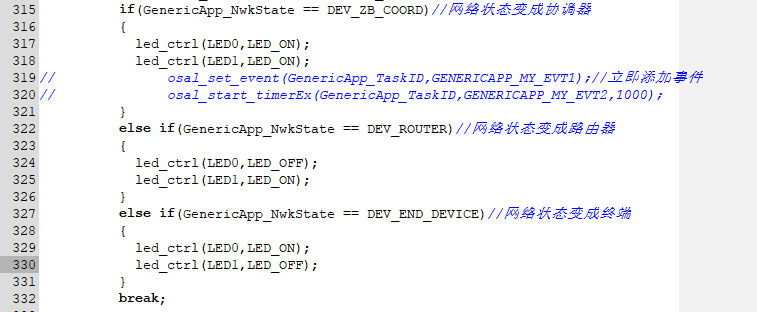 315 if(GenericApp_NwkState == DEV_ZB_COORD)//网络状态变成协调器
316 {
317 led_ctrl(LED0,LED_ON);
318 led_ctrl(LED1,LED_ON);
319 // osal_set_event(GenericApp_TaskID,GENERICAPP_MY_EVT1);//立即添加事件
320 // osal_start_timerEx(GenericApp_TaskID,GENERICAPP_MY_EVT2,1000);
321 }
322 else if(GenericApp_NwkState == DEV_ROUTER)//网络状态变成路由器
323 {
324 led_ctrl(LED0,LED_OFF);
325 led_ctrl(LED1,LED_ON);
326 }
327 else if(GenericApp_NwkState == DEV_END_DEVICE)//网络状态变成终端
328 {
329 led_ctrl(LED0,LED_ON);
330 led_ctrl(LED1,LED_OFF);
331 }
332 break;